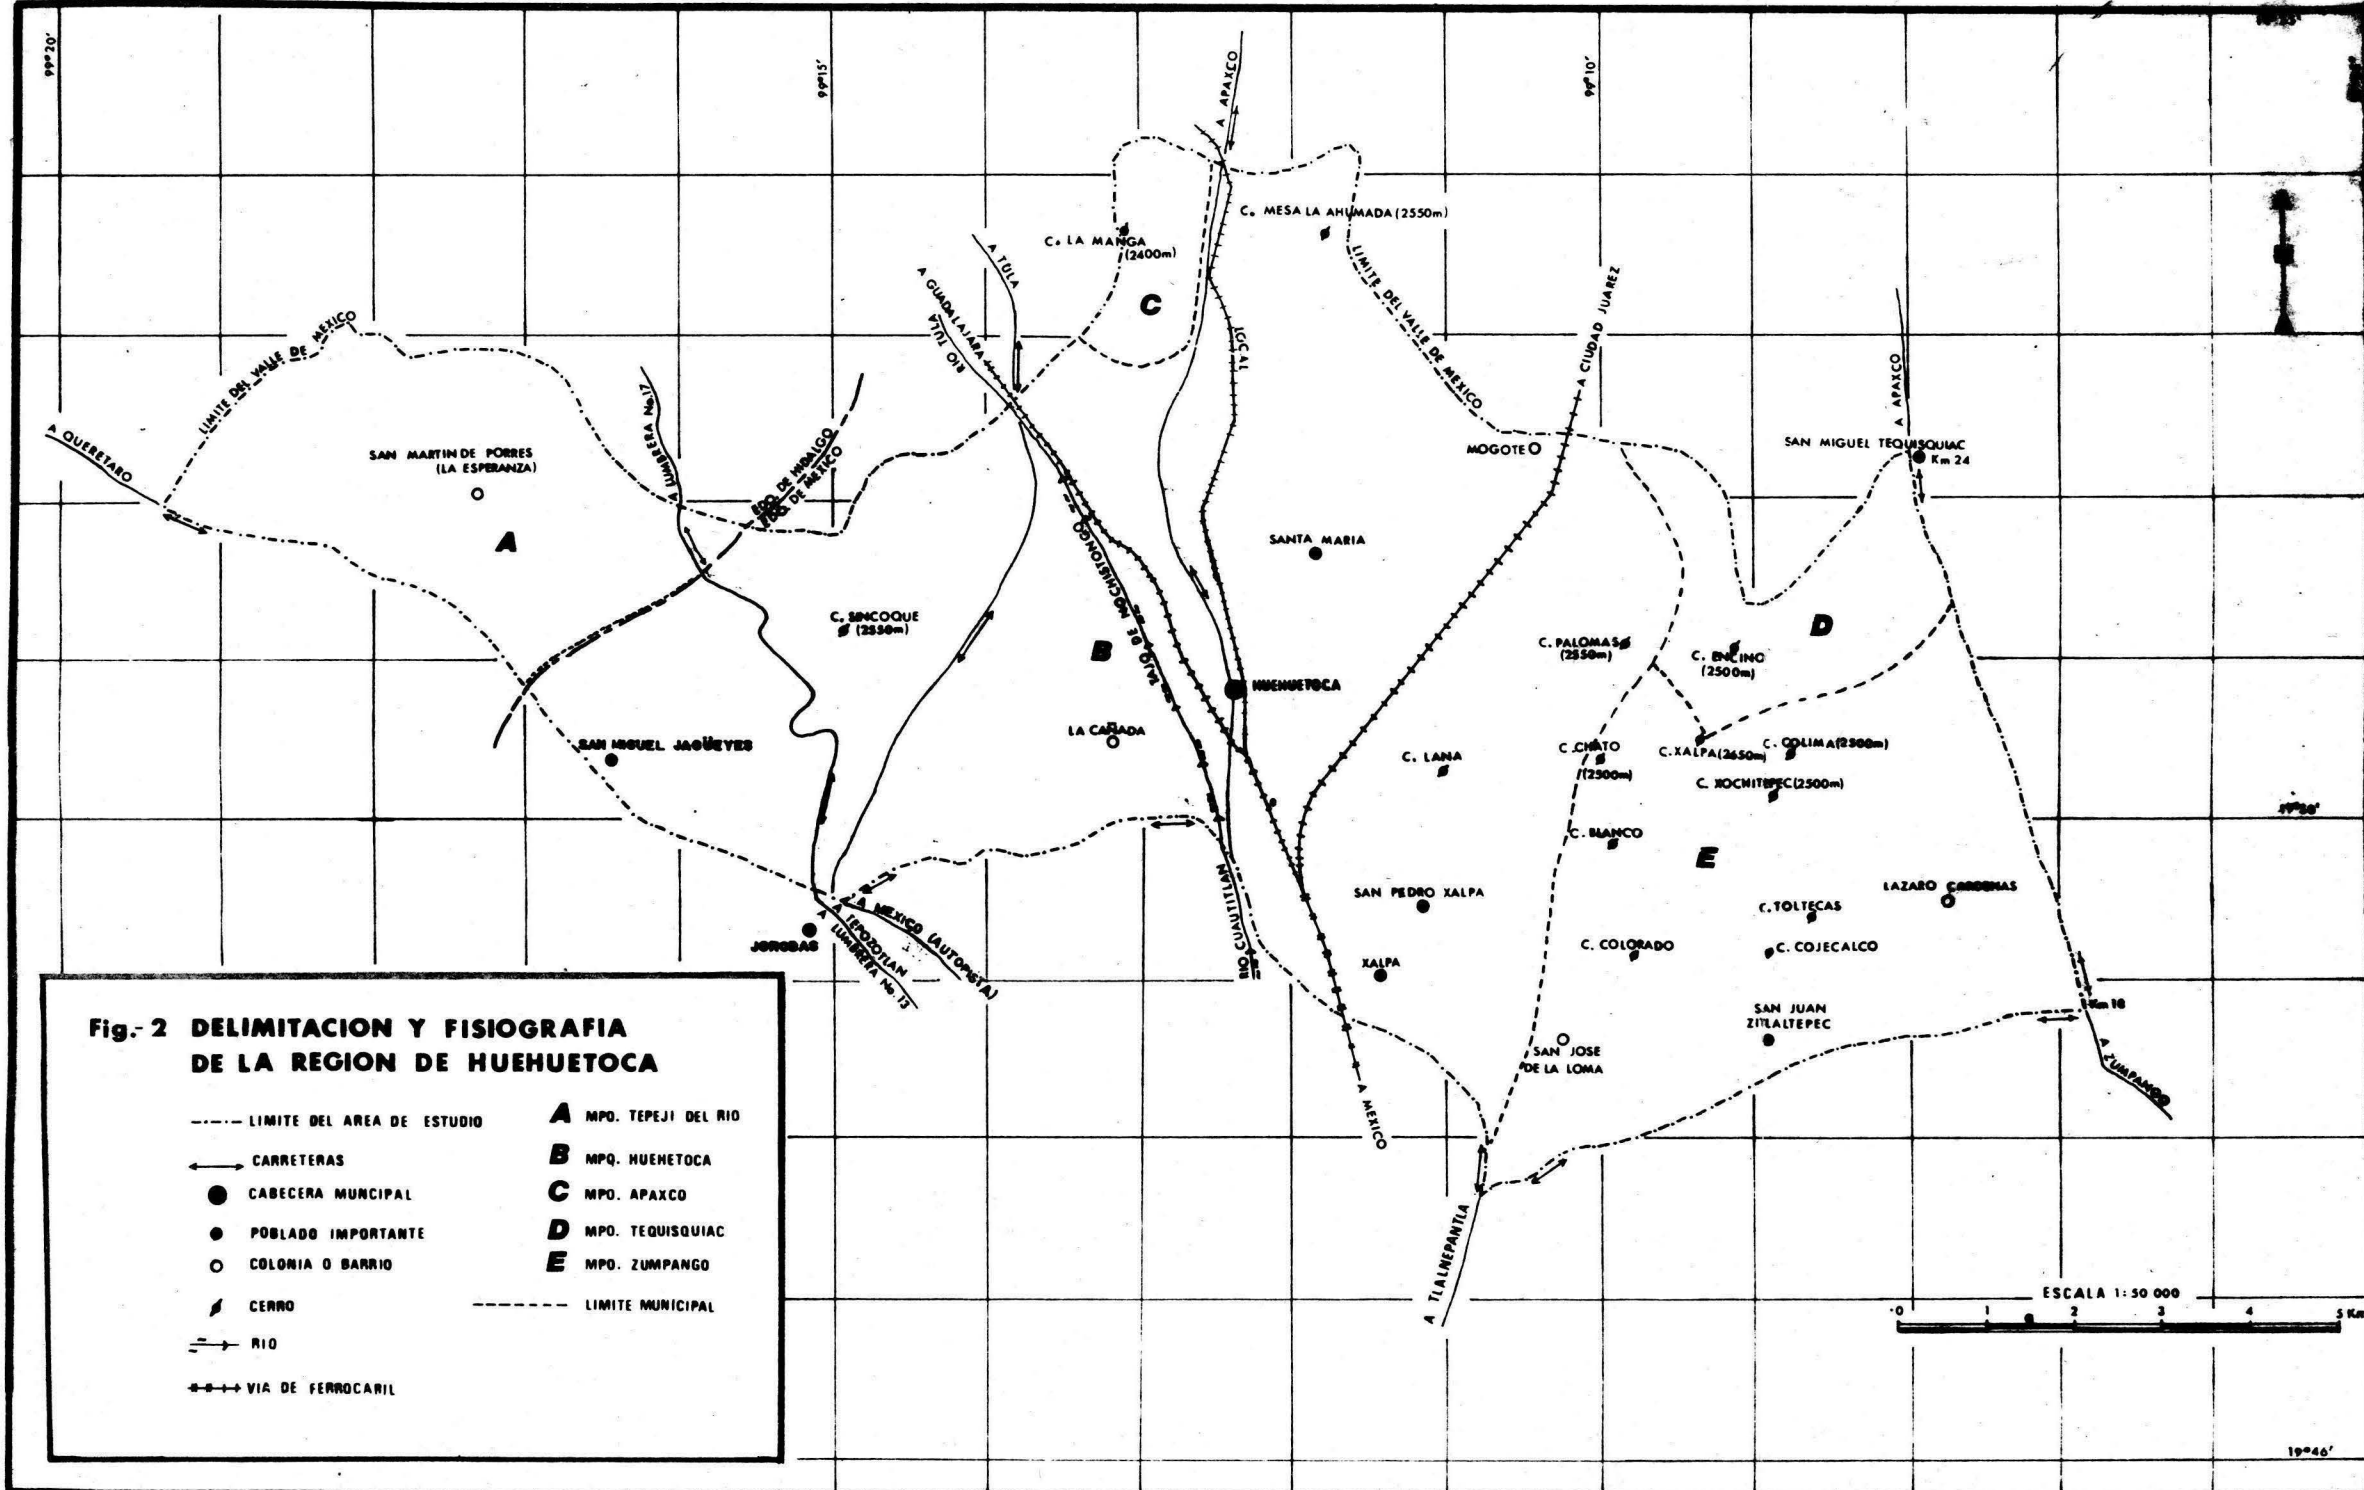 99°20'
99°15'
99°10'
A APAXCO
C. MESA LA AHUMADA (2550m)
C. LA MANGA
(2400m)
A TULA
A GUADALAJARA
RIO TULA
C
LIMITE DEL VALLE DE MEXICO
A CIUDAD JUAREZ
LIMITE DEL VALLE DE MEXICO
A APAXCO
A QUERETARO
A LUMBRERA No.17
SAN MARTIN DE PORRES
(LA ESPERANZA)
EDO. DE HIDALGO
EDO. DE MEXICO
MOGOTE
SAN MIGUEL TEQUISQUIAC
Km 24
A
TAJO DE NOCHISTONGO
SANTA MARIA
C. SINCOQUE
(2550m)
B
D
C. PALOMAS
(2550m)
C. ENCINO
(2500m)
HUEHUETOCA
SAN MIGUEL JAGÜEYES
LA CAÑADA
C. LANA
C. CHATO
(2500m)
C. XALPA (2650m)
C. COLIMA (2500m)
C. XOCHITEPEC (2500m)
C. BLANCO
E
SAN PEDRO XALPA
LAZARO CARDENAS
C. TOLTECAS
JOROBAS
A MEXICO (AUTOPISTA)
A TEPOZOTLAN
A LUMBRERA No. 13
RIO CUAUTITLAN
XALPA
C. COLORADO
C. COJECALCO
Km 18
SAN JUAN
ZITLALTEPEC
SAN JOSE
DE LA LOMA
A ZUMPANGO
A MEXICO
A TLALNEPANTLA
Fig.- 2 DELIMITACION Y FISIOGRAFIA
DE LA REGION DE HUEHUETOCA
LIMITE DEL AREA DE ESTUDIO
CARRETERAS
CABECERA MUNCIPAL
POBLADO IMPORTANTE
COLONIA O BARRIO
CERRO
RIO
VIA DE FERROCARIL
A MPO. TEPEJI DEL RIO
B MPO. HUEHETOCA
C MPO. APAXCO
D MPO. TEQUISQUIAC
E MPO. ZUMPANGO
LIMITE MUNICIPAL
ESCALA 1:50 000
0 1 2 3 4 5 Km
19°46'